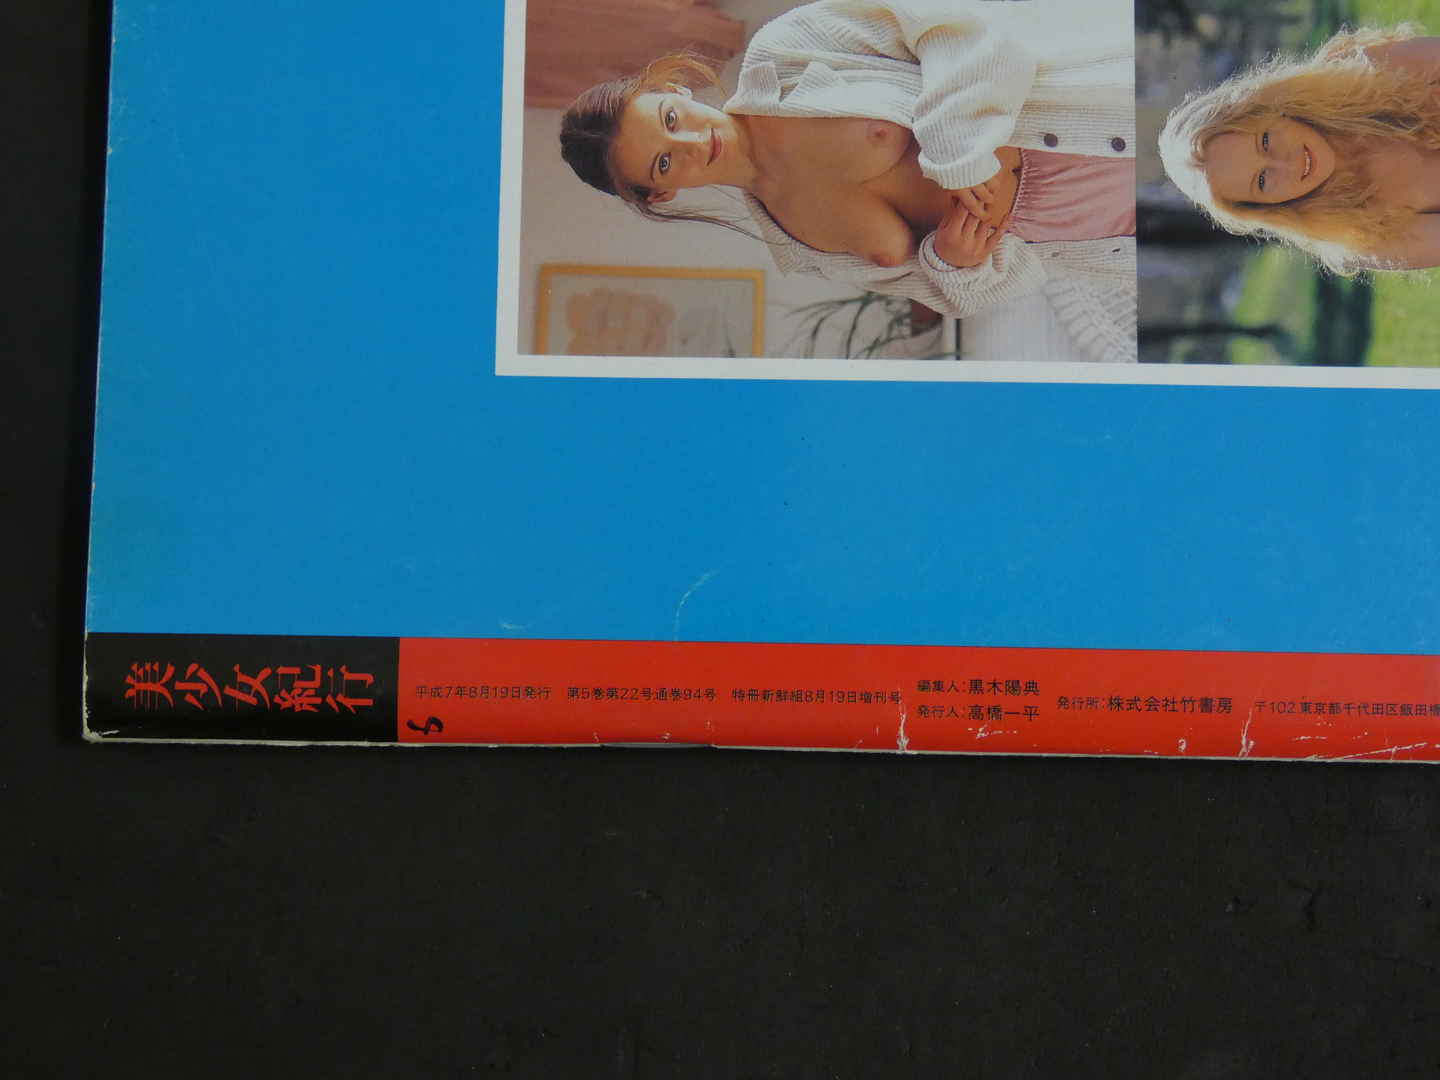 美少女紀行
平成7年8月19日発行 第5巻第22号通巻94号 特冊新鮮組8月19日増刊号
編集人:黒木陽典
発行人:高橋一平
発行所:株式会社竹書房
〒102 東京都千代田区飯田橋